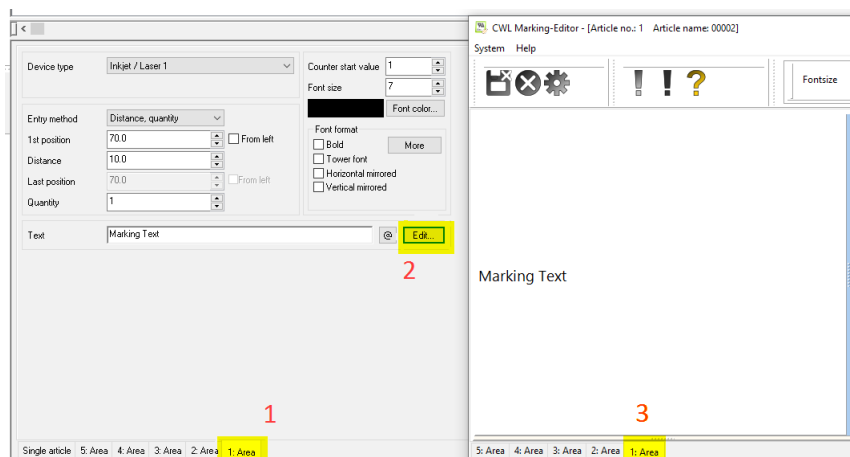 CWL Marking-Editor - [Article no.: 1 Article name: 00002]
System Help
Fontsize
Device type
Inkjet / Laser 1
Counter start value
1
Font size
7
Font color...
Entry method
Distance, quantity
1st position
70.0
From left
Distance
10.0
Last position
70.0
From left
Quantity
1
Font format
Bold
More
Tower font
Horizontal mirrored
Vertical mirrored
Text
Marking Text
@
Edit...
2
Marking Text
1
3
Single article 5: Area 4: Area 3: Area 2: Area 1: Area
5: Area 4: Area 3: Area 2: Area 1: Area